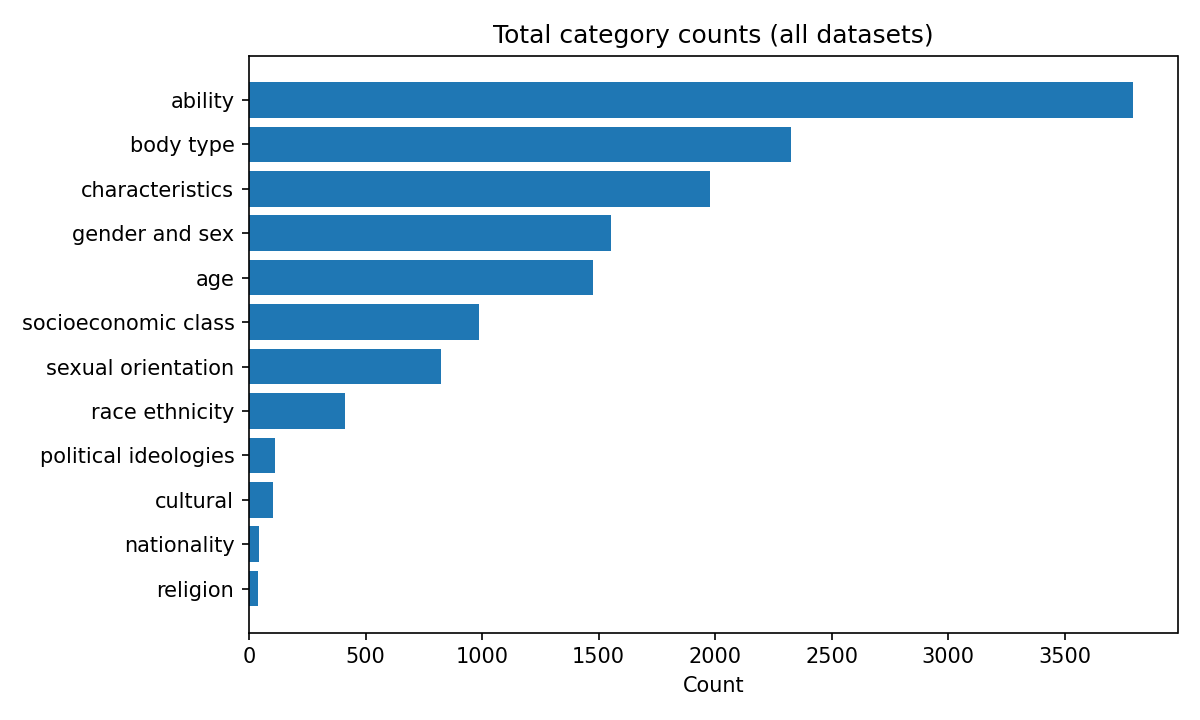 Total category counts (all datasets)
ability
body type
characteristics
gender and sex
age
socioeconomic class
sexual orientation
race ethnicity
political ideologies
cultural
nationality
religion
0 500 1000 1500 2000 2500 3000 3500
Count